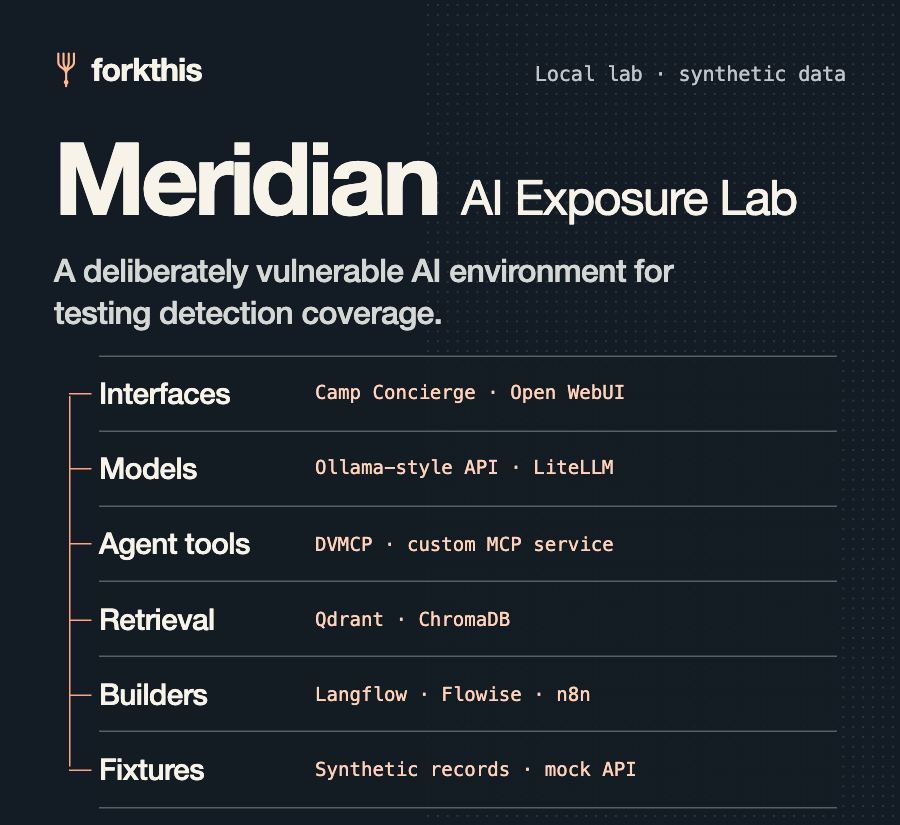 forkthis
Local lab · synthetic data
Meridian AI Exposure Lab
A deliberately vulnerable AI environment for
testing detection coverage.
Interfaces Camp Concierge · Open WebUI
Models Ollama-style API · LiteLLM
Agent tools DVMCP · custom MCP service
Retrieval Qdrant · ChromaDB
Builders Langflow · Flowise · n8n
Fixtures Synthetic records · mock API